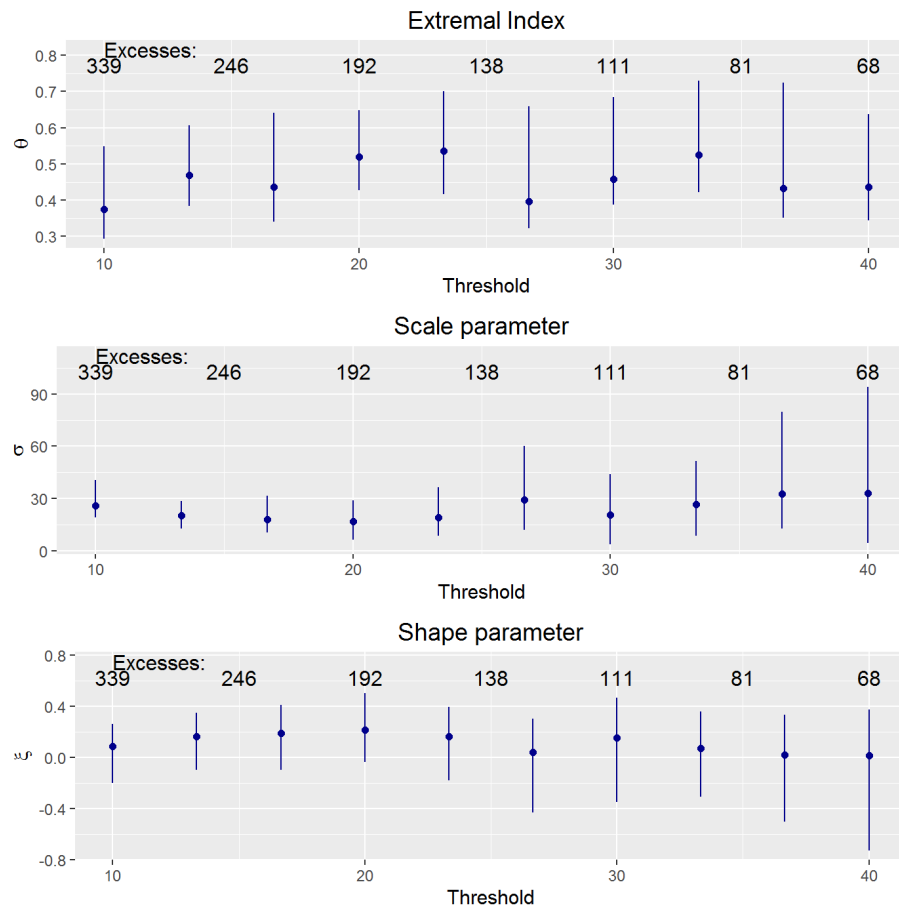 Extremal Index
Excesses:
339 246 192 138 111 81 68
0.8
0.7
0.6
0.5
0.4
0.3
θ
10 20 30 40
Threshold
Scale parameter
Excesses:
339 246 192 138 111 81 68
90
60
30
0
σ
10 20 30 40
Threshold
Shape parameter
Excesses:
339 246 192 138 111 81 68
0.8
0.4
0.0
-0.4
-0.8
ξ
10 20 30 40
Threshold